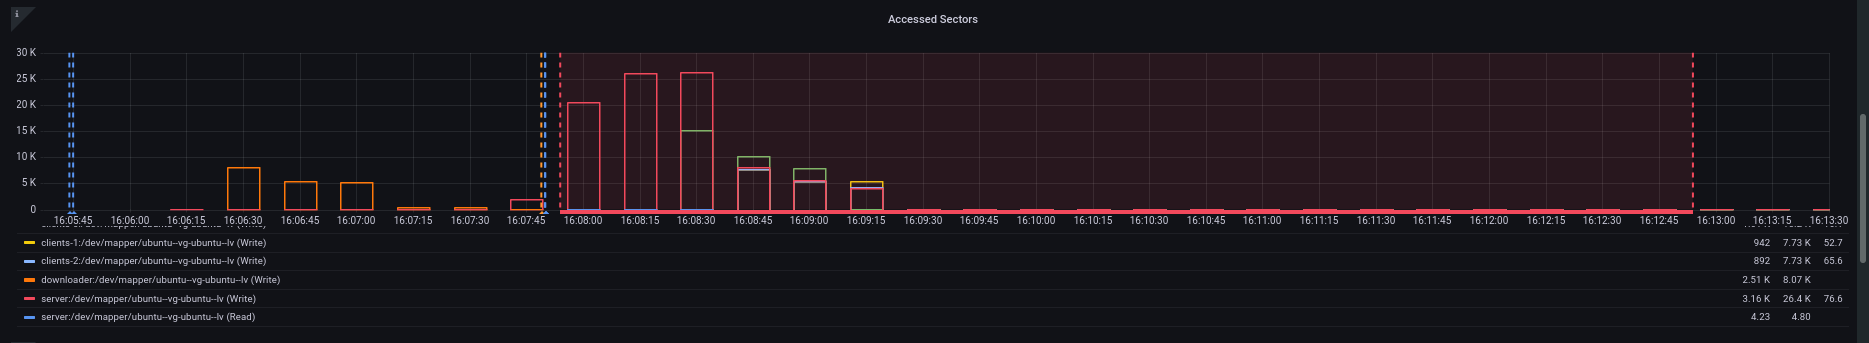 i
Accessed Sectors
30 K
25 K
20 K
15 K
10 K
5 K
0
16:05:45 16:06:00 16:06:15 16:06:30 16:06:45 16:07:00 16:07:15 16:07:30 16:07:45 16:08:00 16:08:15 16:08:30 16:08:45 16:09:00 16:09:15 16:09:30 16:09:45 16:10:00 16:10:15 16:10:30 16:10:45 16:11:00 16:11:15 16:11:30 16:11:45 16:12:00 16:12:15 16:12:30 16:12:45 16:13:00 16:13:15 16:13:30
clients-1:/dev/mapper/ubuntu--vg-ubuntu--lv (Write) 942 7.73 K 52.7
clients-2:/dev/mapper/ubuntu--vg-ubuntu--lv (Write) 892 7.73 K 65.6
downloader:/dev/mapper/ubuntu--vg-ubuntu--lv (Write) 2.51 K 8.07 K
server:/dev/mapper/ubuntu--vg-ubuntu--lv (Write) 3.16 K 26.4 K 76.6
server:/dev/mapper/ubuntu--vg-ubuntu--lv (Read) 4.23 4.80